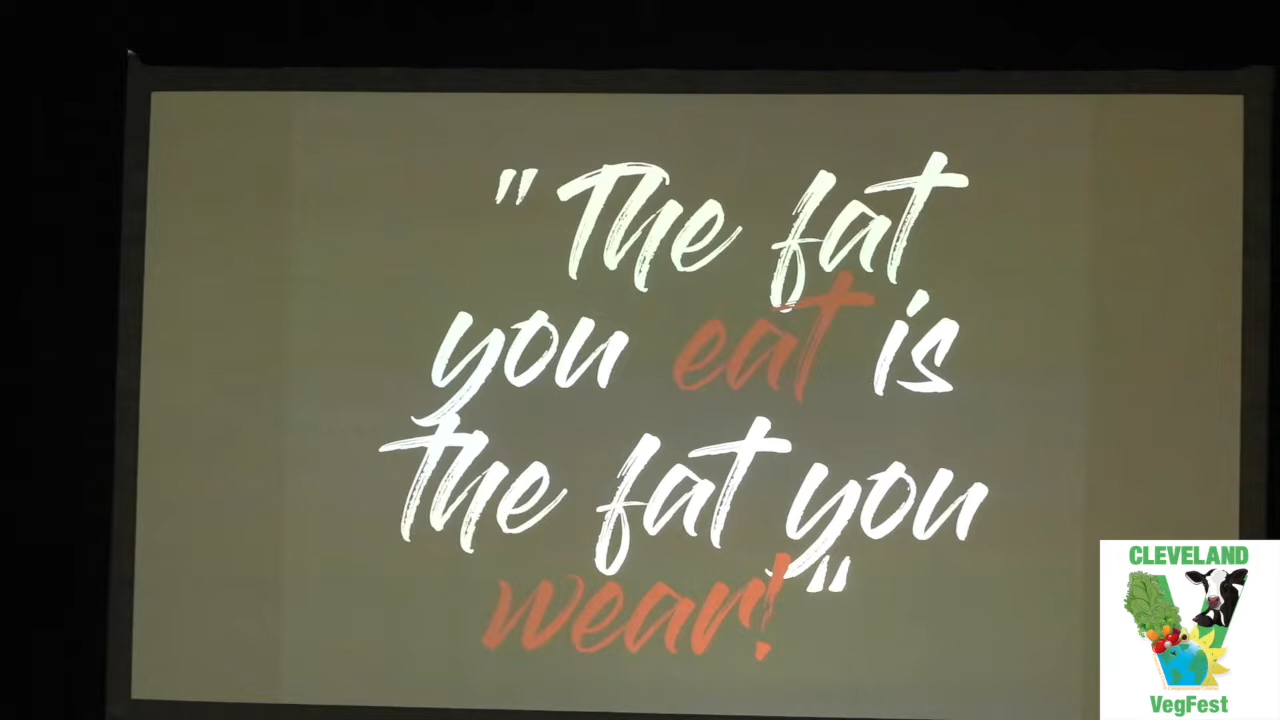 "The fat
you eat is
the fat you
wear!"
CLEVELAND
VegFest